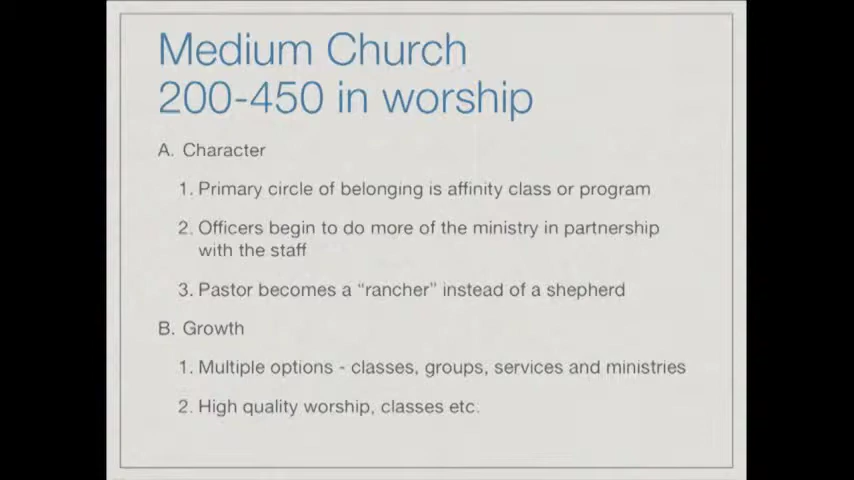 Medium Church
200-450 in worship
A. Character
1. Primary circle of belonging is affinity class or program
2. Officers begin to do more of the ministry in partnership
with the staff
3. Pastor becomes a “rancher” instead of a shepherd
B. Growth
1. Multiple options - classes, groups, services and ministries
2. High quality worship, classes etc.